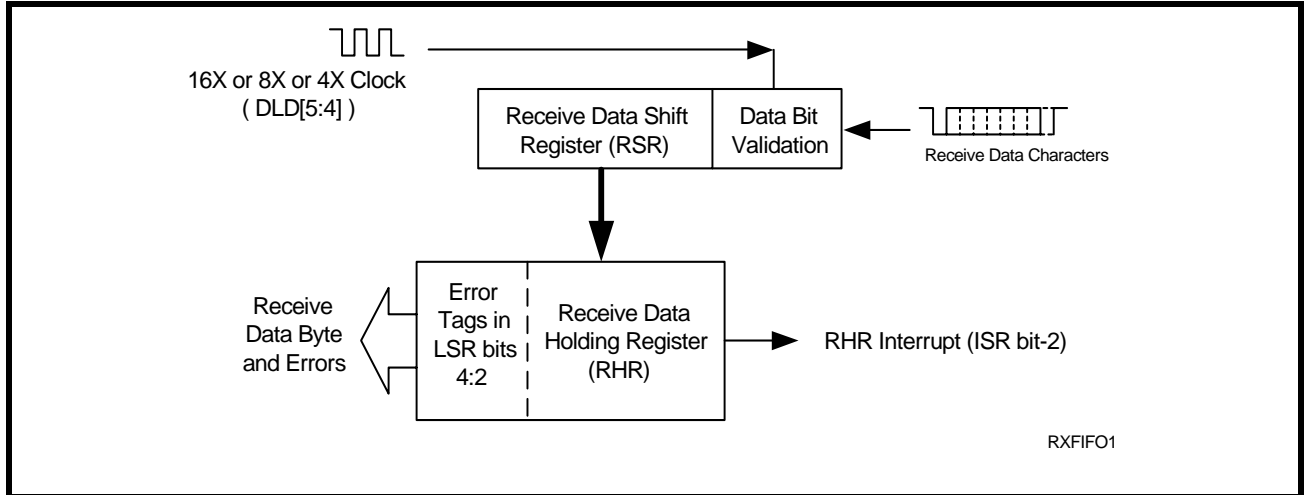 16X or 8X or 4X Clock
( DLD[5:4] )
Receive Data Shift
Register (RSR)
Data Bit
Validation
Receive Data Characters
Receive
Data Byte
and Errors
Error
Tags in
LSR bits
4:2
Receive Data
Holding Register
(RHR)
RHR Interrupt (ISR bit-2)
RXFIFO1